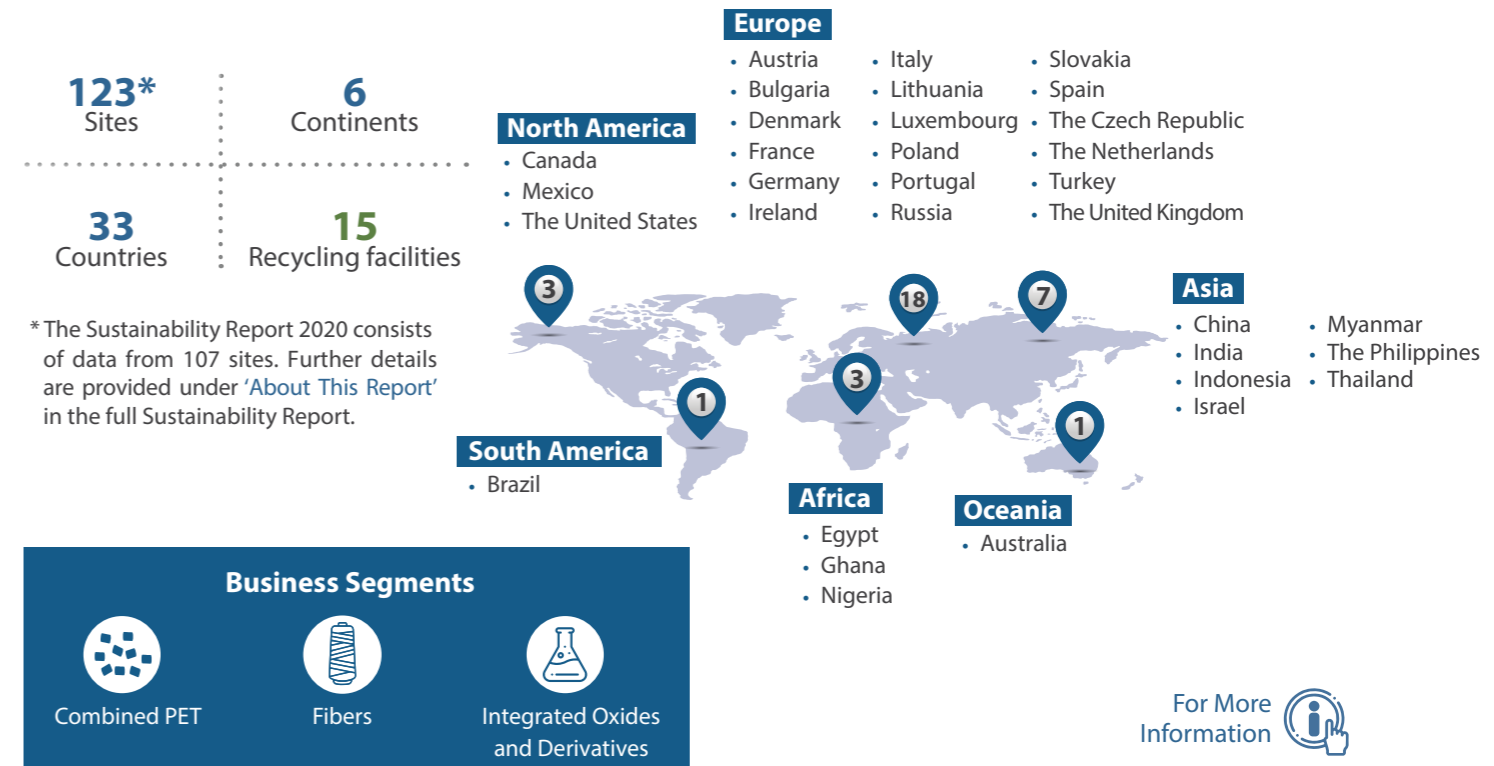 123*
Sites
6
Continents
33
Countries
15
Recycling facilities
* The Sustainability Report 2020 consists
of data from 107 sites. Further details
are provided under ‘About This Report’
in the full Sustainability Report.
North America
• Canada
• Mexico
• The United States
Europe
• Austria
• Bulgaria
• Denmark
• France
• Germany
• Ireland
• Italy
• Lithuania
• Luxembourg
• Poland
• Portugal
• Russia
• Slovakia
• Spain
• The Czech Republic
• The Netherlands
• Turkey
• The United Kingdom
3
18
7
3
1
1
Asia
• China
• India
• Indonesia
• Israel
• Myanmar
• The Philippines
• Thailand
South America
• Brazil
Africa
• Egypt
• Ghana
• Nigeria
Oceania
• Australia
Business Segments
Combined PET
Fibers
Integrated Oxides
and Derivatives
For More
Information